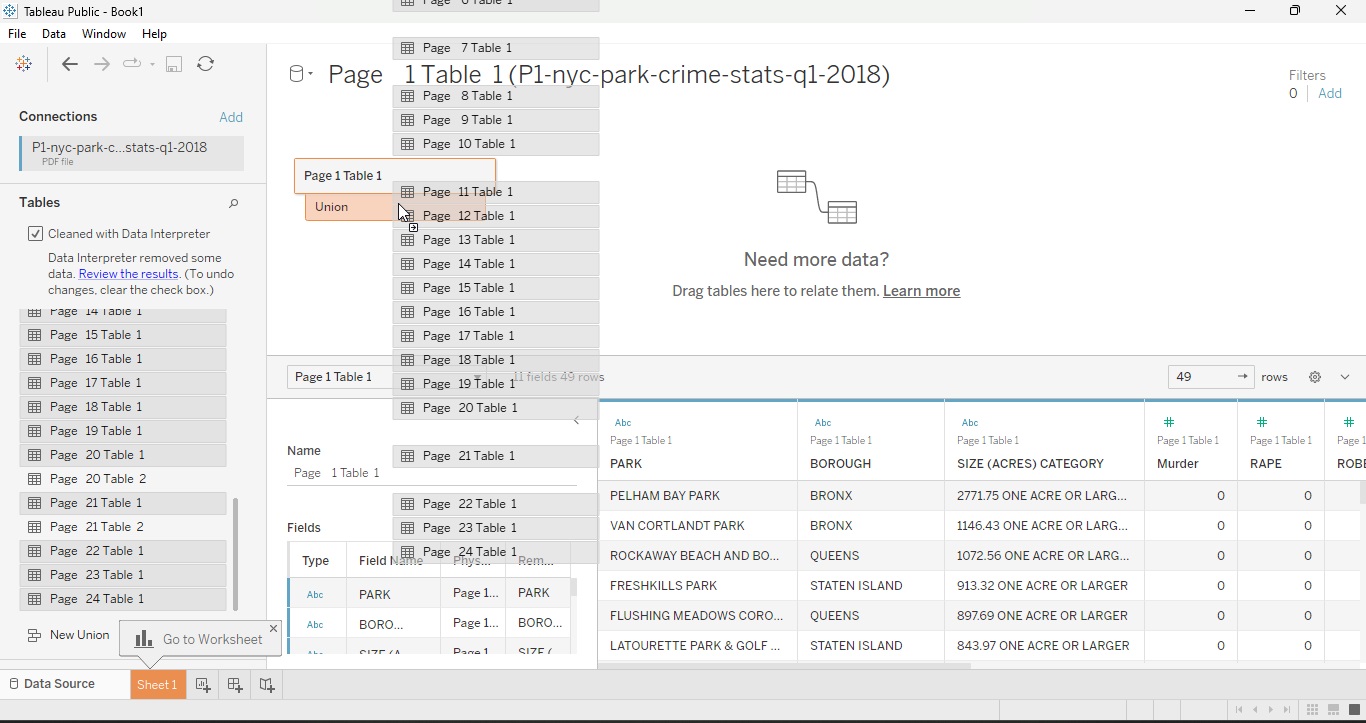 Tableau Public - Book1
File Data Window Help
Connections Add
P1-nyc-park-c...stats-q1-2018
PDF file
Tables
Cleaned with Data Interpreter
Data Interpreter removed some
data. Review the results. (To undo
changes, clear the check box.)
Page 14 Table 1
Page 15 Table 1
Page 16 Table 1
Page 17 Table 1
Page 18 Table 1
Page 19 Table 1
Page 20 Table 1
Page 20 Table 2
Page 21 Table 1
Page 21 Table 2
Page 22 Table 1
Page 23 Table 1
Page 24 Table 1
New Union
Go to Worksheet
Page 1 Table 1 (P1-nyc-park-crime-stats-q1-2018)
Filters
0 Add
Page 1 Table 1
Union
Page 6 Table 1
Page 7 Table 1
Page 8 Table 1
Page 9 Table 1
Page 10 Table 1
Page 11 Table 1
Page 12 Table 1
Page 13 Table 1
Page 14 Table 1
Page 15 Table 1
Page 16 Table 1
Page 17 Table 1
Page 18 Table 1
Page 19 Table 1
Page 20 Table 1
Page 21 Table 1
Page 22 Table 1
Page 23 Table 1
Page 24 Table 1
Need more data?
Drag tables here to relate them. Learn more
Page 1 Table 1 11 fields 49 rows 49 → rows
Name
Page 1 Table 1
Fields
Type Field Name Phys... Rem...
Abc PARK Page 1... PARK
Abc BORO... Page 1... BORO...
Abc SIZE (A... Page 1... SIZE (...
Abc Abc Abc # # #
Page 1 Table 1 Page 1 Table 1 Page 1 Table 1 Page 1 Table 1 Page 1 Table 1 Page 1
PARK BOROUGH SIZE (ACRES) CATEGORY Murder RAPE ROBE
PELHAM BAY PARK BRONX 2771.75 ONE ACRE OR LARG... 0 0
VAN CORTLANDT PARK BRONX 1146.43 ONE ACRE OR LARG... 0 0
ROCKAWAY BEACH AND BO... QUEENS 1072.56 ONE ACRE OR LARG... 0 0
FRESHKILLS PARK STATEN ISLAND 913.32 ONE ACRE OR LARGER 0 0
FLUSHING MEADOWS CORO... QUEENS 897.69 ONE ACRE OR LARGER 0 0
LATOURETTE PARK & GOLF ... STATEN ISLAND 843.97 ONE ACRE OR LARGER 0 0
Data Source Sheet 1